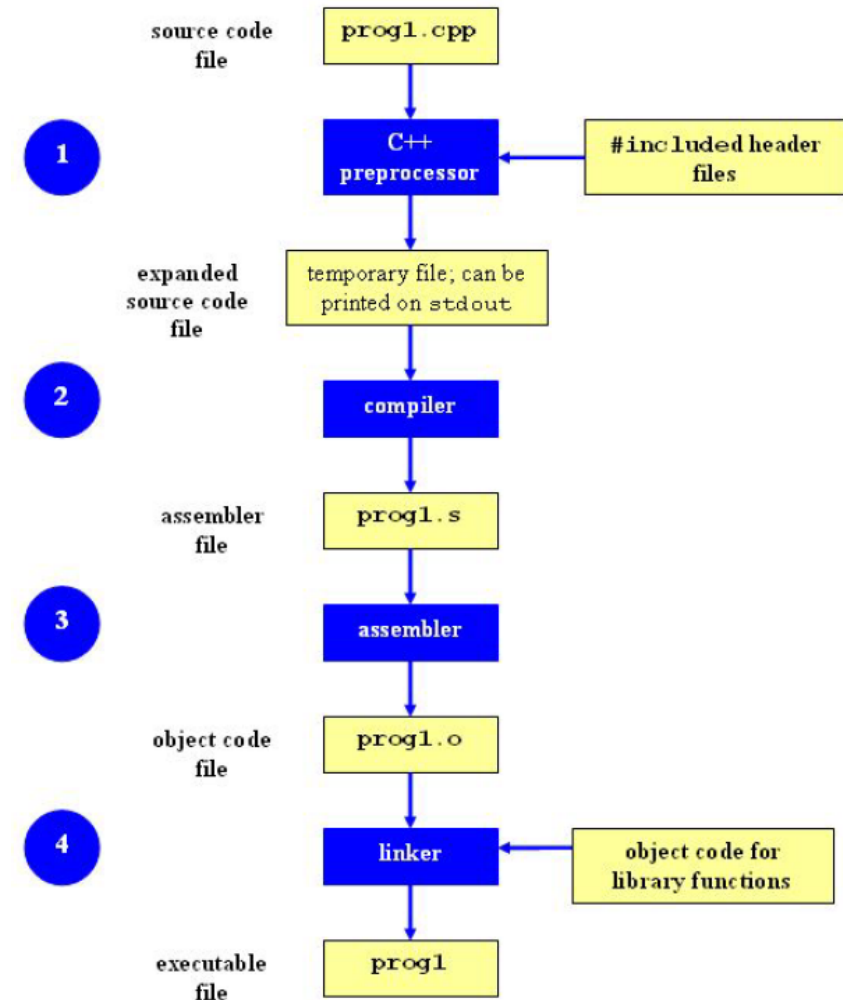 source code
file
prog1.cpp
1
C++
preprocessor
#included header
files
expanded
source code
file
temporary file; can be
printed on stdout
2
compiler
assembler
file
prog1.s
3
assembler
object code
file
prog1.o
4
linker
object code for
library functions
executable
file
prog1